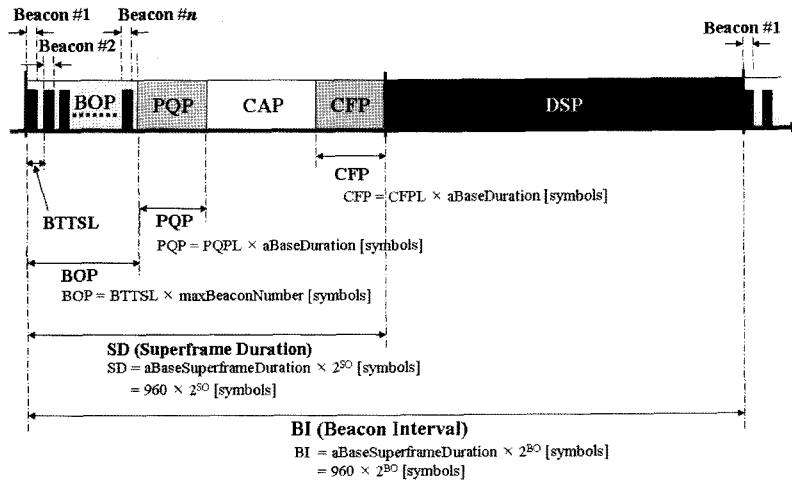 Beacon #1 Beacon #n
Beacon #2
Beacon #1
BOP PQP CAP CFP DSP
CFP
CFP = CFPL × aBaseDuration [symbols]
BTTSL
PQP
PQP = PQPL × aBaseDuration [symbols]
BOP
BOP = BTTSL × maxBeaconNumber [symbols]
SD (Superframe Duration)
SD = aBaseSuperframeDuration × 2^SO [symbols]
= 960 × 2^SO [symbols]
BI (Beacon Interval)
BI = aBaseSuperframeDuration × 2^BO [symbols]
= 960 × 2^BO [symbols]